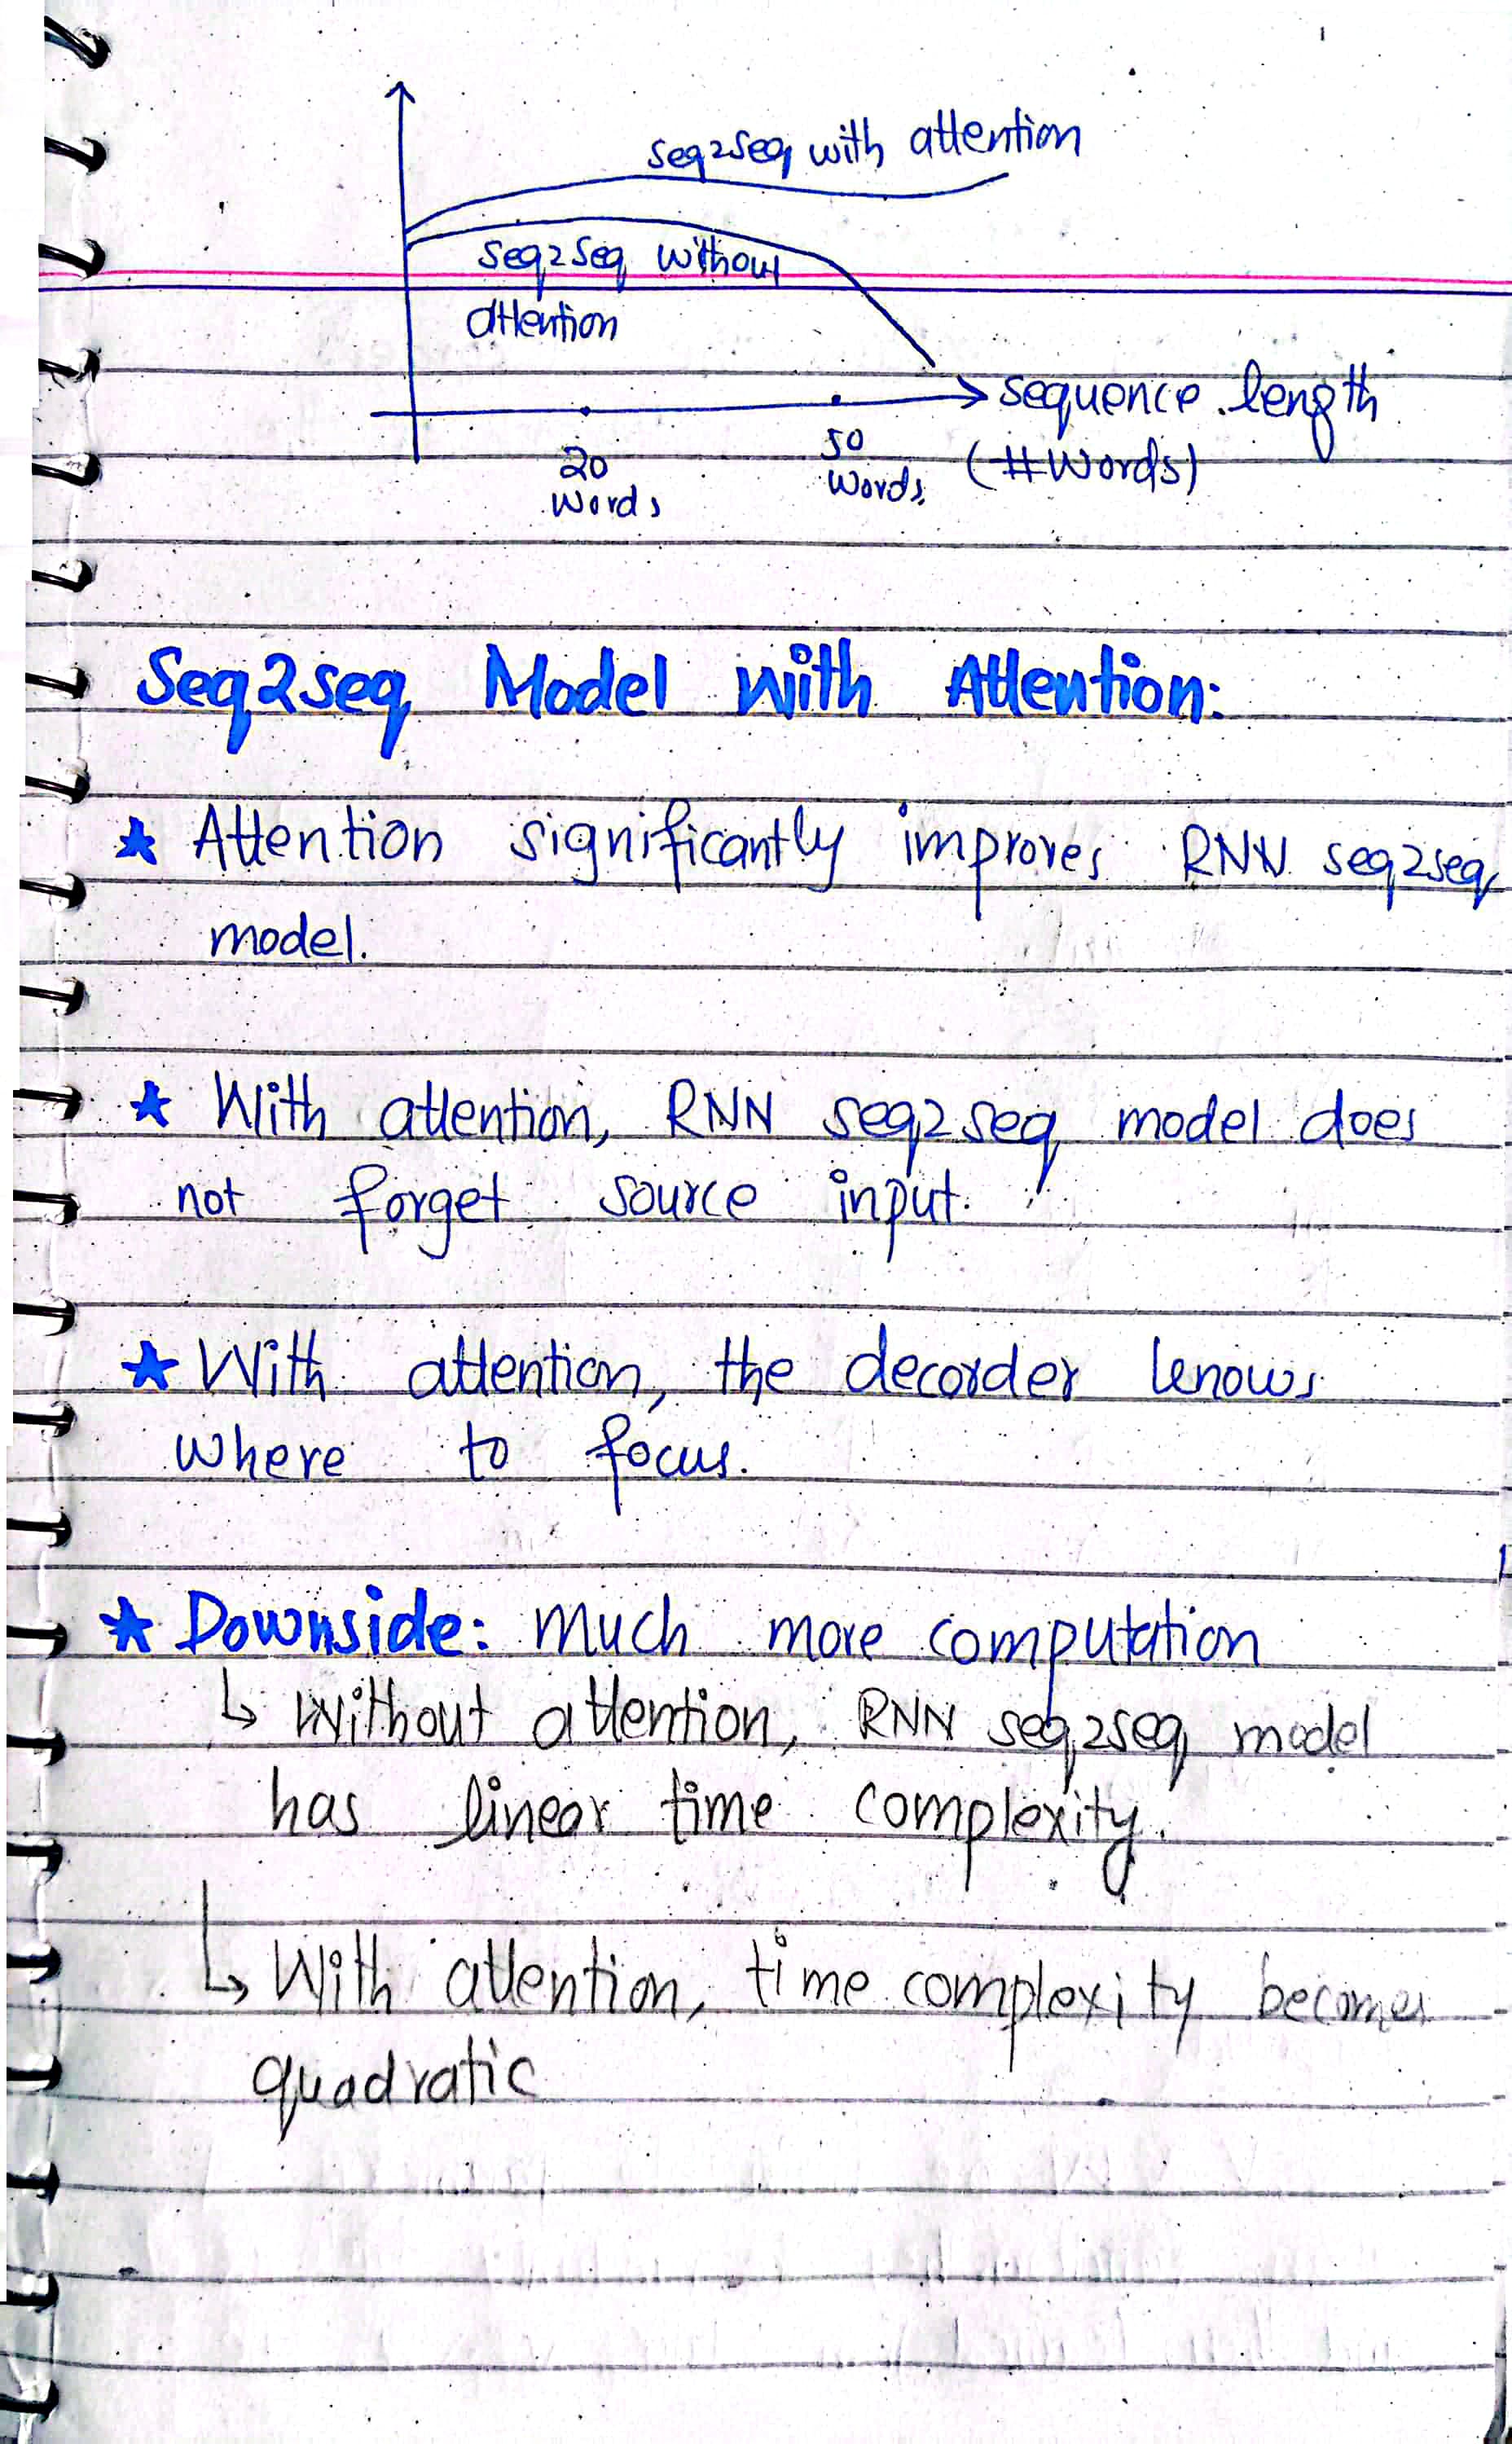 seq2seq with attention
seq2seq without
attention
sequence length
20
words
50
words
(#words)
Seq2seq Model with Attention:
★ Attention significantly improves RNN seq2seq
model.
★ With attention, RNN seq2seq model does
not forget source input.
★ With attention, the decorder knows
where to focus.
★ Downside: much more computation
↳ Without attention, RNN seq2seq model
has linear time complexity.
↳ With attention, time complexity becomes
quadratic